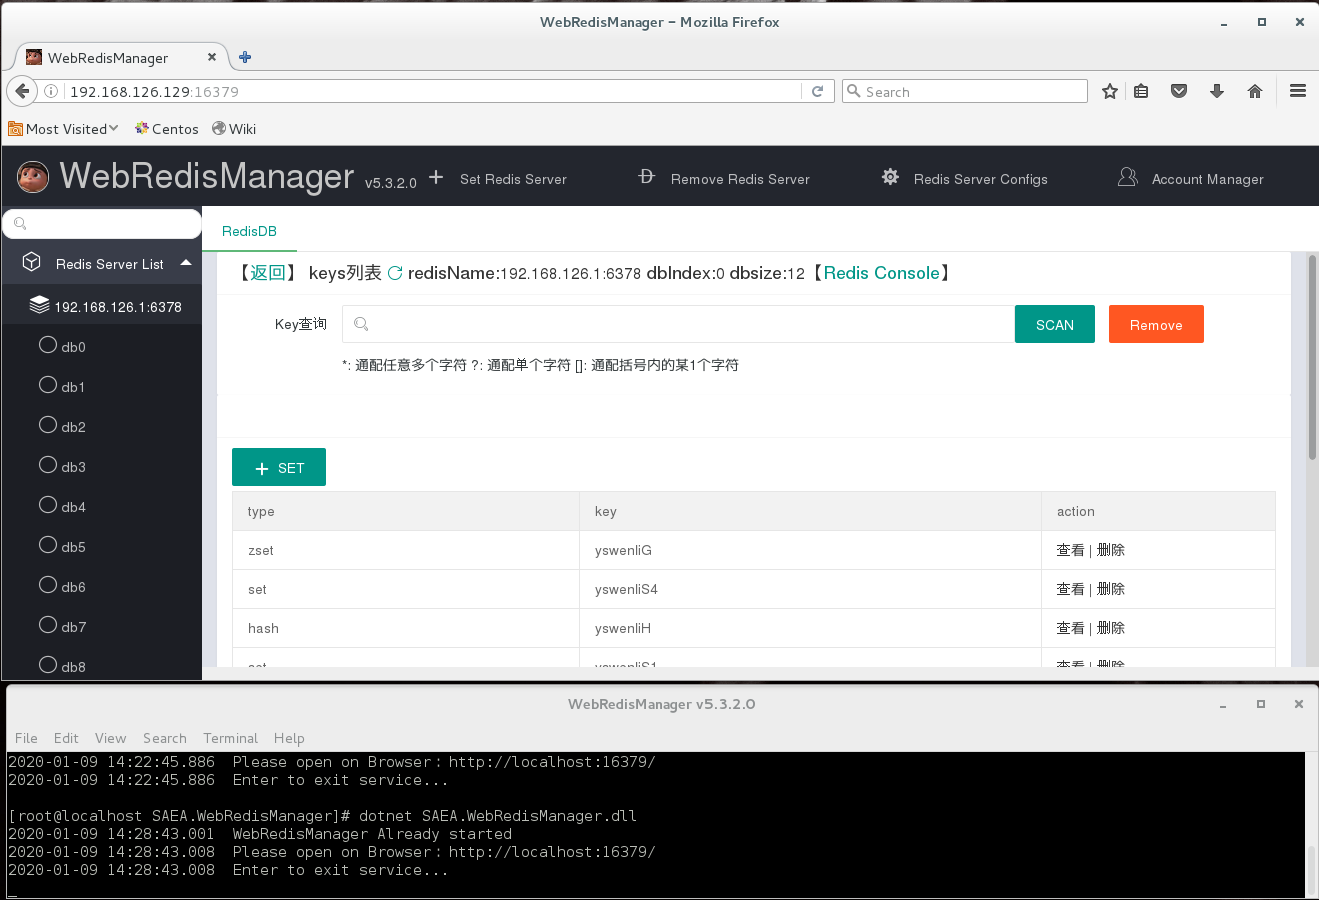 WebRedisManager - Mozilla Firefox
WebRedisManager
192.168.126.129:16379
Search
Most Visited
Centos
Wiki
WebRedisManager v5.3.2.0
Set Redis Server
Remove Redis Server
Redis Server Configs
Account Manager
RedisDB
Redis Server List
192.168.126.1:6378
db0
db1
db2
db3
db4
db5
db6
db7
db8
【返回】 keys列表 redisName:192.168.126.1:6378 dbIndex:0 dbsize:12【Redis Console】
Key查询
SCAN
Remove
*: 通配任意多个字符 ?: 通配单个字符 []: 通配括号内的某1个字符
SET
type key action
zset yswenliG 查看 | 删除
set yswenliS4 查看 | 删除
hash yswenliH 查看 | 删除
set yswenliS1 查看 | 删除
WebRedisManager v5.3.2.0
File Edit View Search Terminal Help
2020-01-09 14:22:45.886 Please open on Browser：http://localhost:16379/
2020-01-09 14:22:45.886 Enter to exit service...
[root@localhost SAEA.WebRedisManager]# dotnet SAEA.WebRedisManager.dll
2020-01-09 14:28:43.001 WebRedisManager Already started
2020-01-09 14:28:43.008 Please open on Browser：http://localhost:16379/
2020-01-09 14:28:43.008 Enter to exit service...